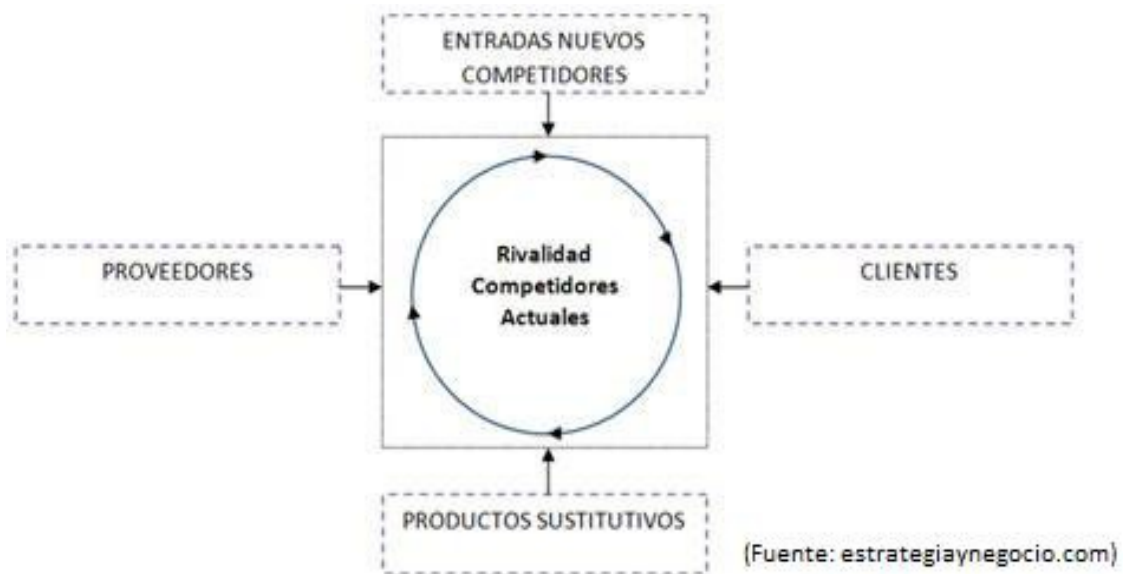 ENTRADAS NUEVOS
COMPETIDORES
PROVEEDORES
Rivalidad
Competidores
Actuales
CLIENTES
PRODUCTOS SUSTITUTIVOS
(Fuente: estrategiaynegocio.com)